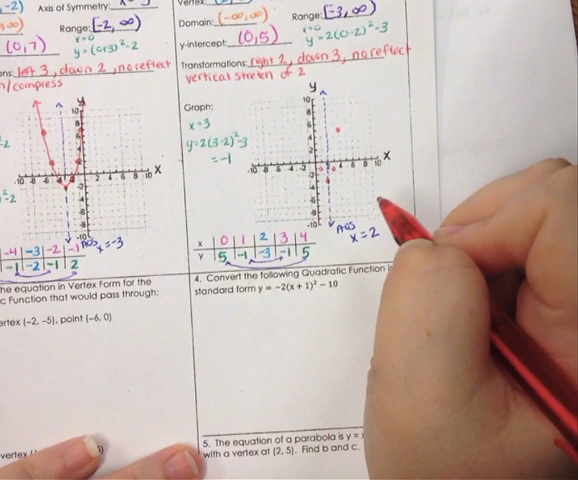 -2) Axis of Symmetry:
Range: [-2, ∞)
(0,7)
x=0
y=(0+3)²-2
left 3, down 2, no reflect
/compress
y
X
AOS x=-3
-4 | -3 | -2 | -1
-1 | -2 | -1 | 2
Vertex:
Domain: (-∞,∞) Range: [-3, ∞)
y-intercept: (0,5)
x=0
y=2(0-2)²-3
Transformations: right 2, down 3, no reflect
vertical stretch of 2
Graph:
x=3
y=2(3-2)²-3
=-1
y
X
AOS
x=2
x | 0 | 1 | 2 | 3 | 4
y | 5 | -1 | -3 | -1 | 5
he equation in Vertex Form for the
c Function that would pass through:
ertex (-2, -5), point (-6, 0)
4. Convert the following Quadratic Function
standard form y = -2(x + 1)² - 10
vertex
5. The equation of a parabola is y =
with a vertex at (2, 5). Find b and c.